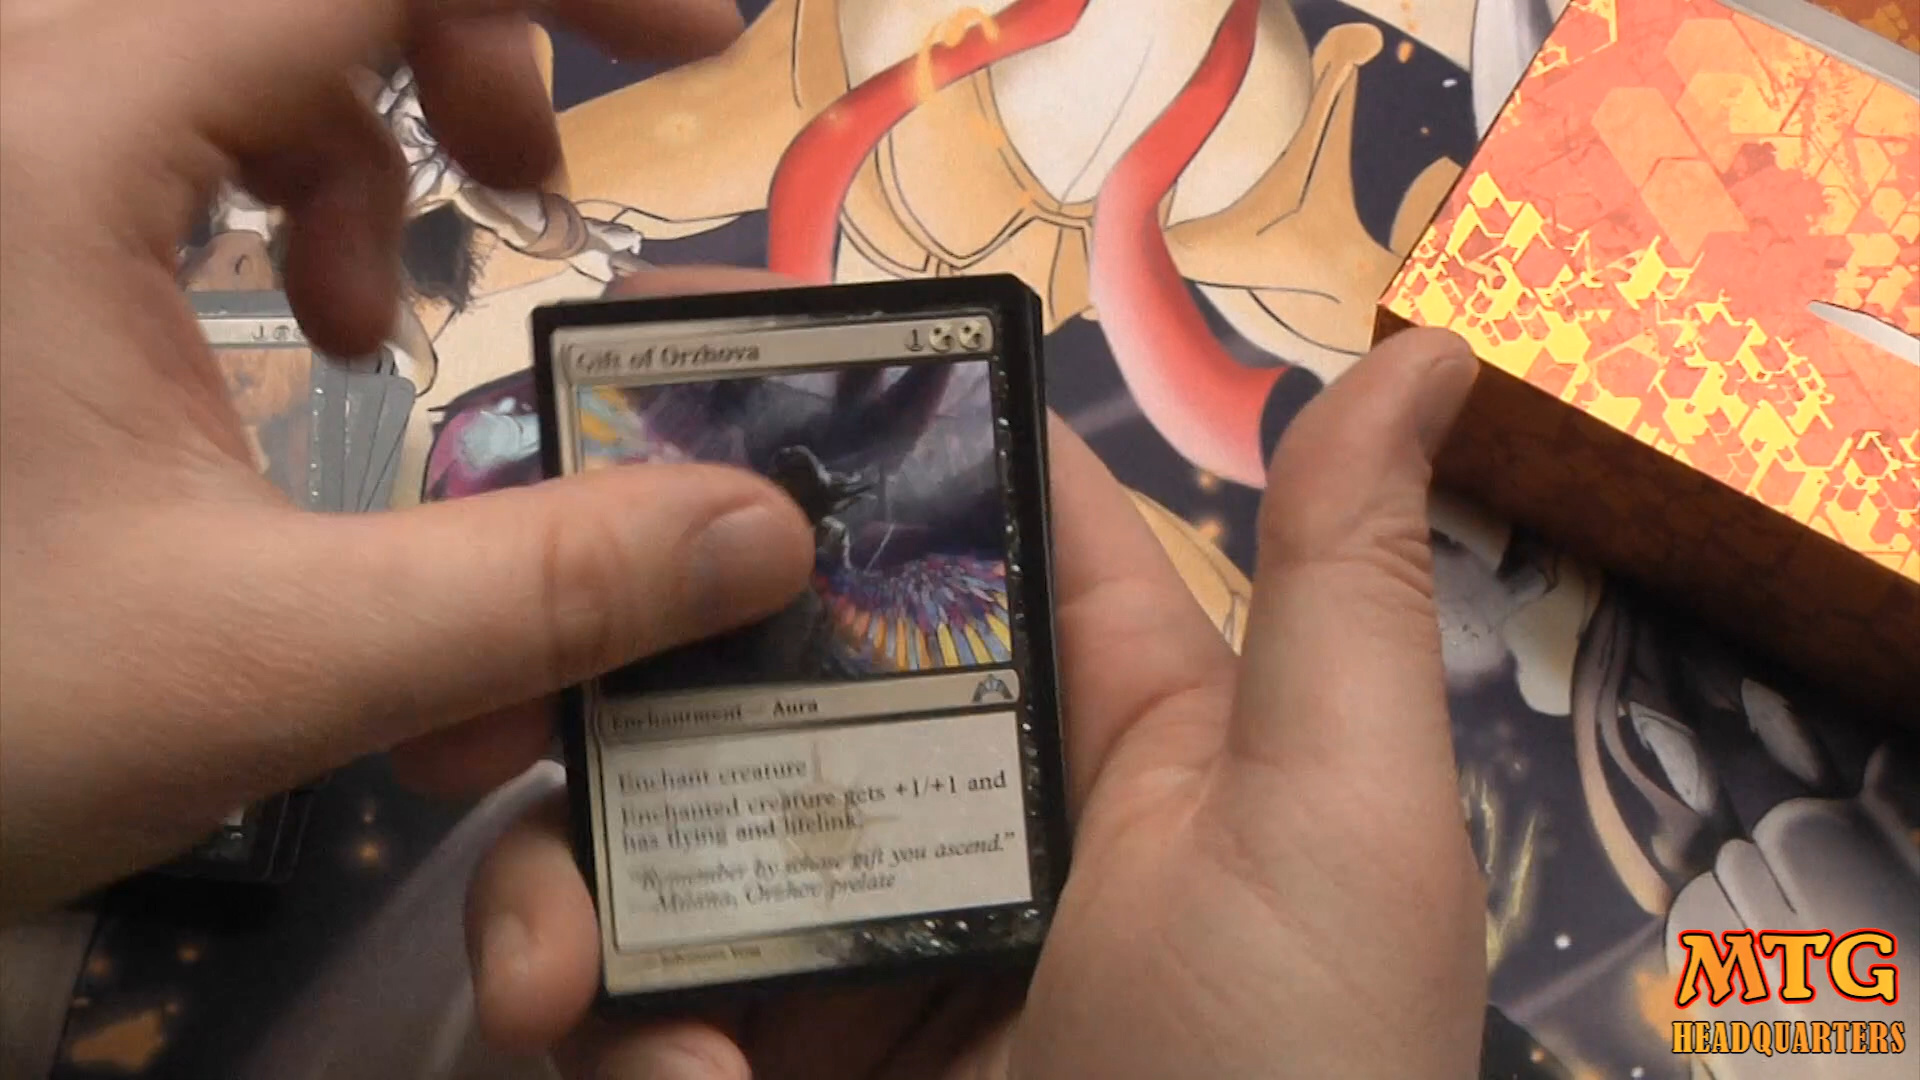 Gift of Orzhova
1
Enchantment — Aura
Enchant creature
Enchanted creature gets +1/+1 and
has flying and lifelink.
"Remember by whose gift you ascend."
Orzhov prelate
MTG
HEADQUARTERS